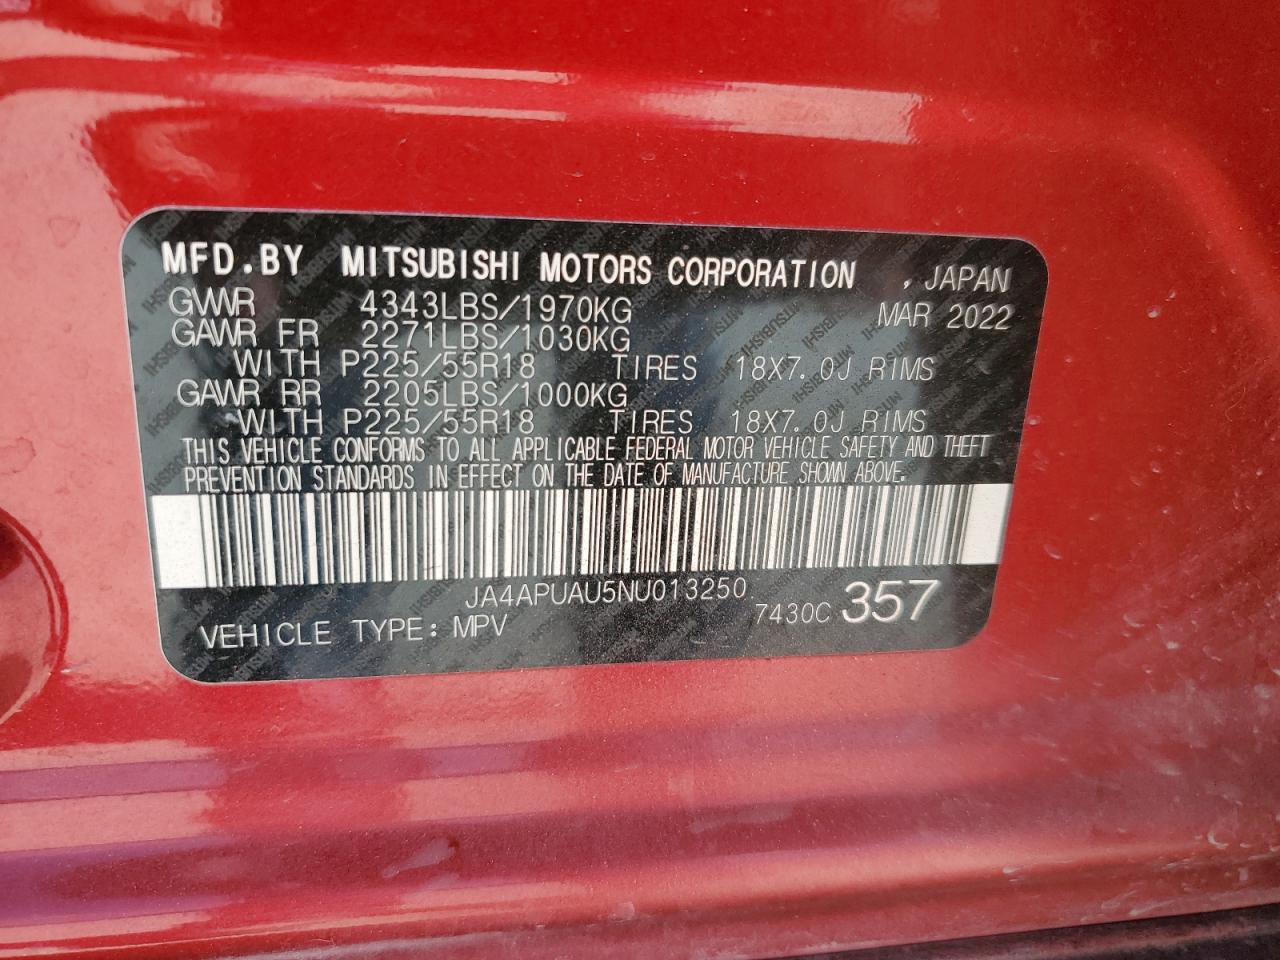 MFD.BY MITSUBISHI MOTORS CORPORATION , JAPAN
GVWR 4343LBS/1970KG MAR 2022
GAWR FR 2271LBS/1030KG
WITH P225/55R18 TIRES 18X7.0J RIMS
GAWR RR 2205LBS/1000KG
WITH P225/55R18 TIRES 18X7.0J RIMS
THIS VEHICLE CONFORMS TO ALL APPLICABLE FEDERAL MOTOR VEHICLE SAFETY AND THEFT
PREVENTION STANDARDS IN EFFECT ON THE DATE OF MANUFACTURE SHOWN ABOVE.
JA4APUAU5NU013250
VEHICLE TYPE: MPV 7430C 357